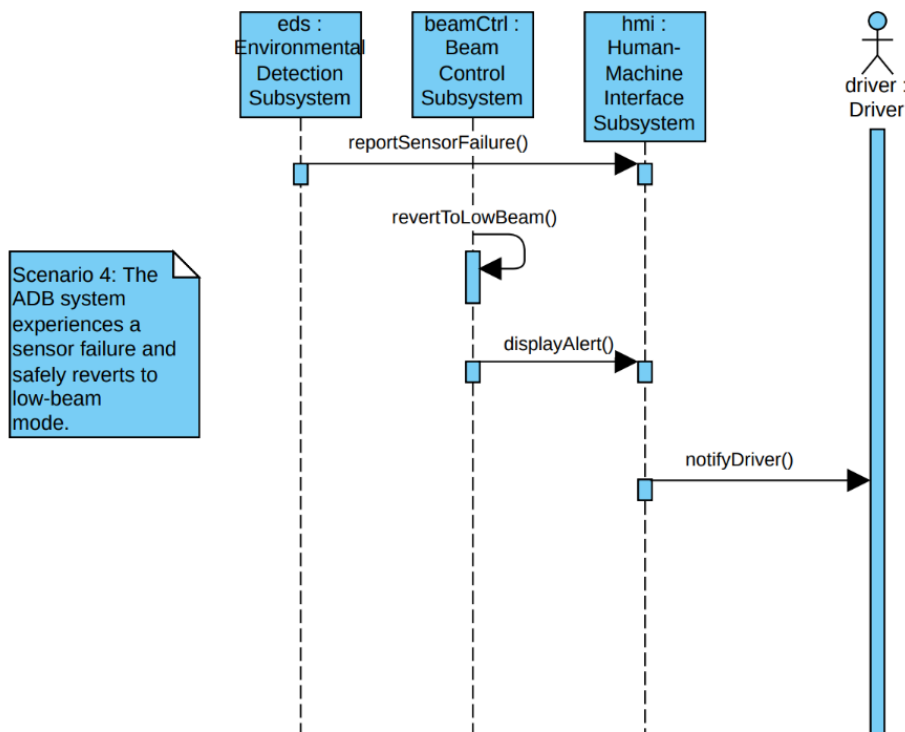 eds :
Environmental
Detection
Subsystem
beamCtrl :
Beam
Control
Subsystem
hmi :
Human-
Machine
Interface
Subsystem
driver :
Driver
reportSensorFailure()
revertToLowBeam()
Scenario 4: The
ADB system
experiences a
sensor failure and
safely reverts to
low-beam
mode.
displayAlert()
notifyDriver()